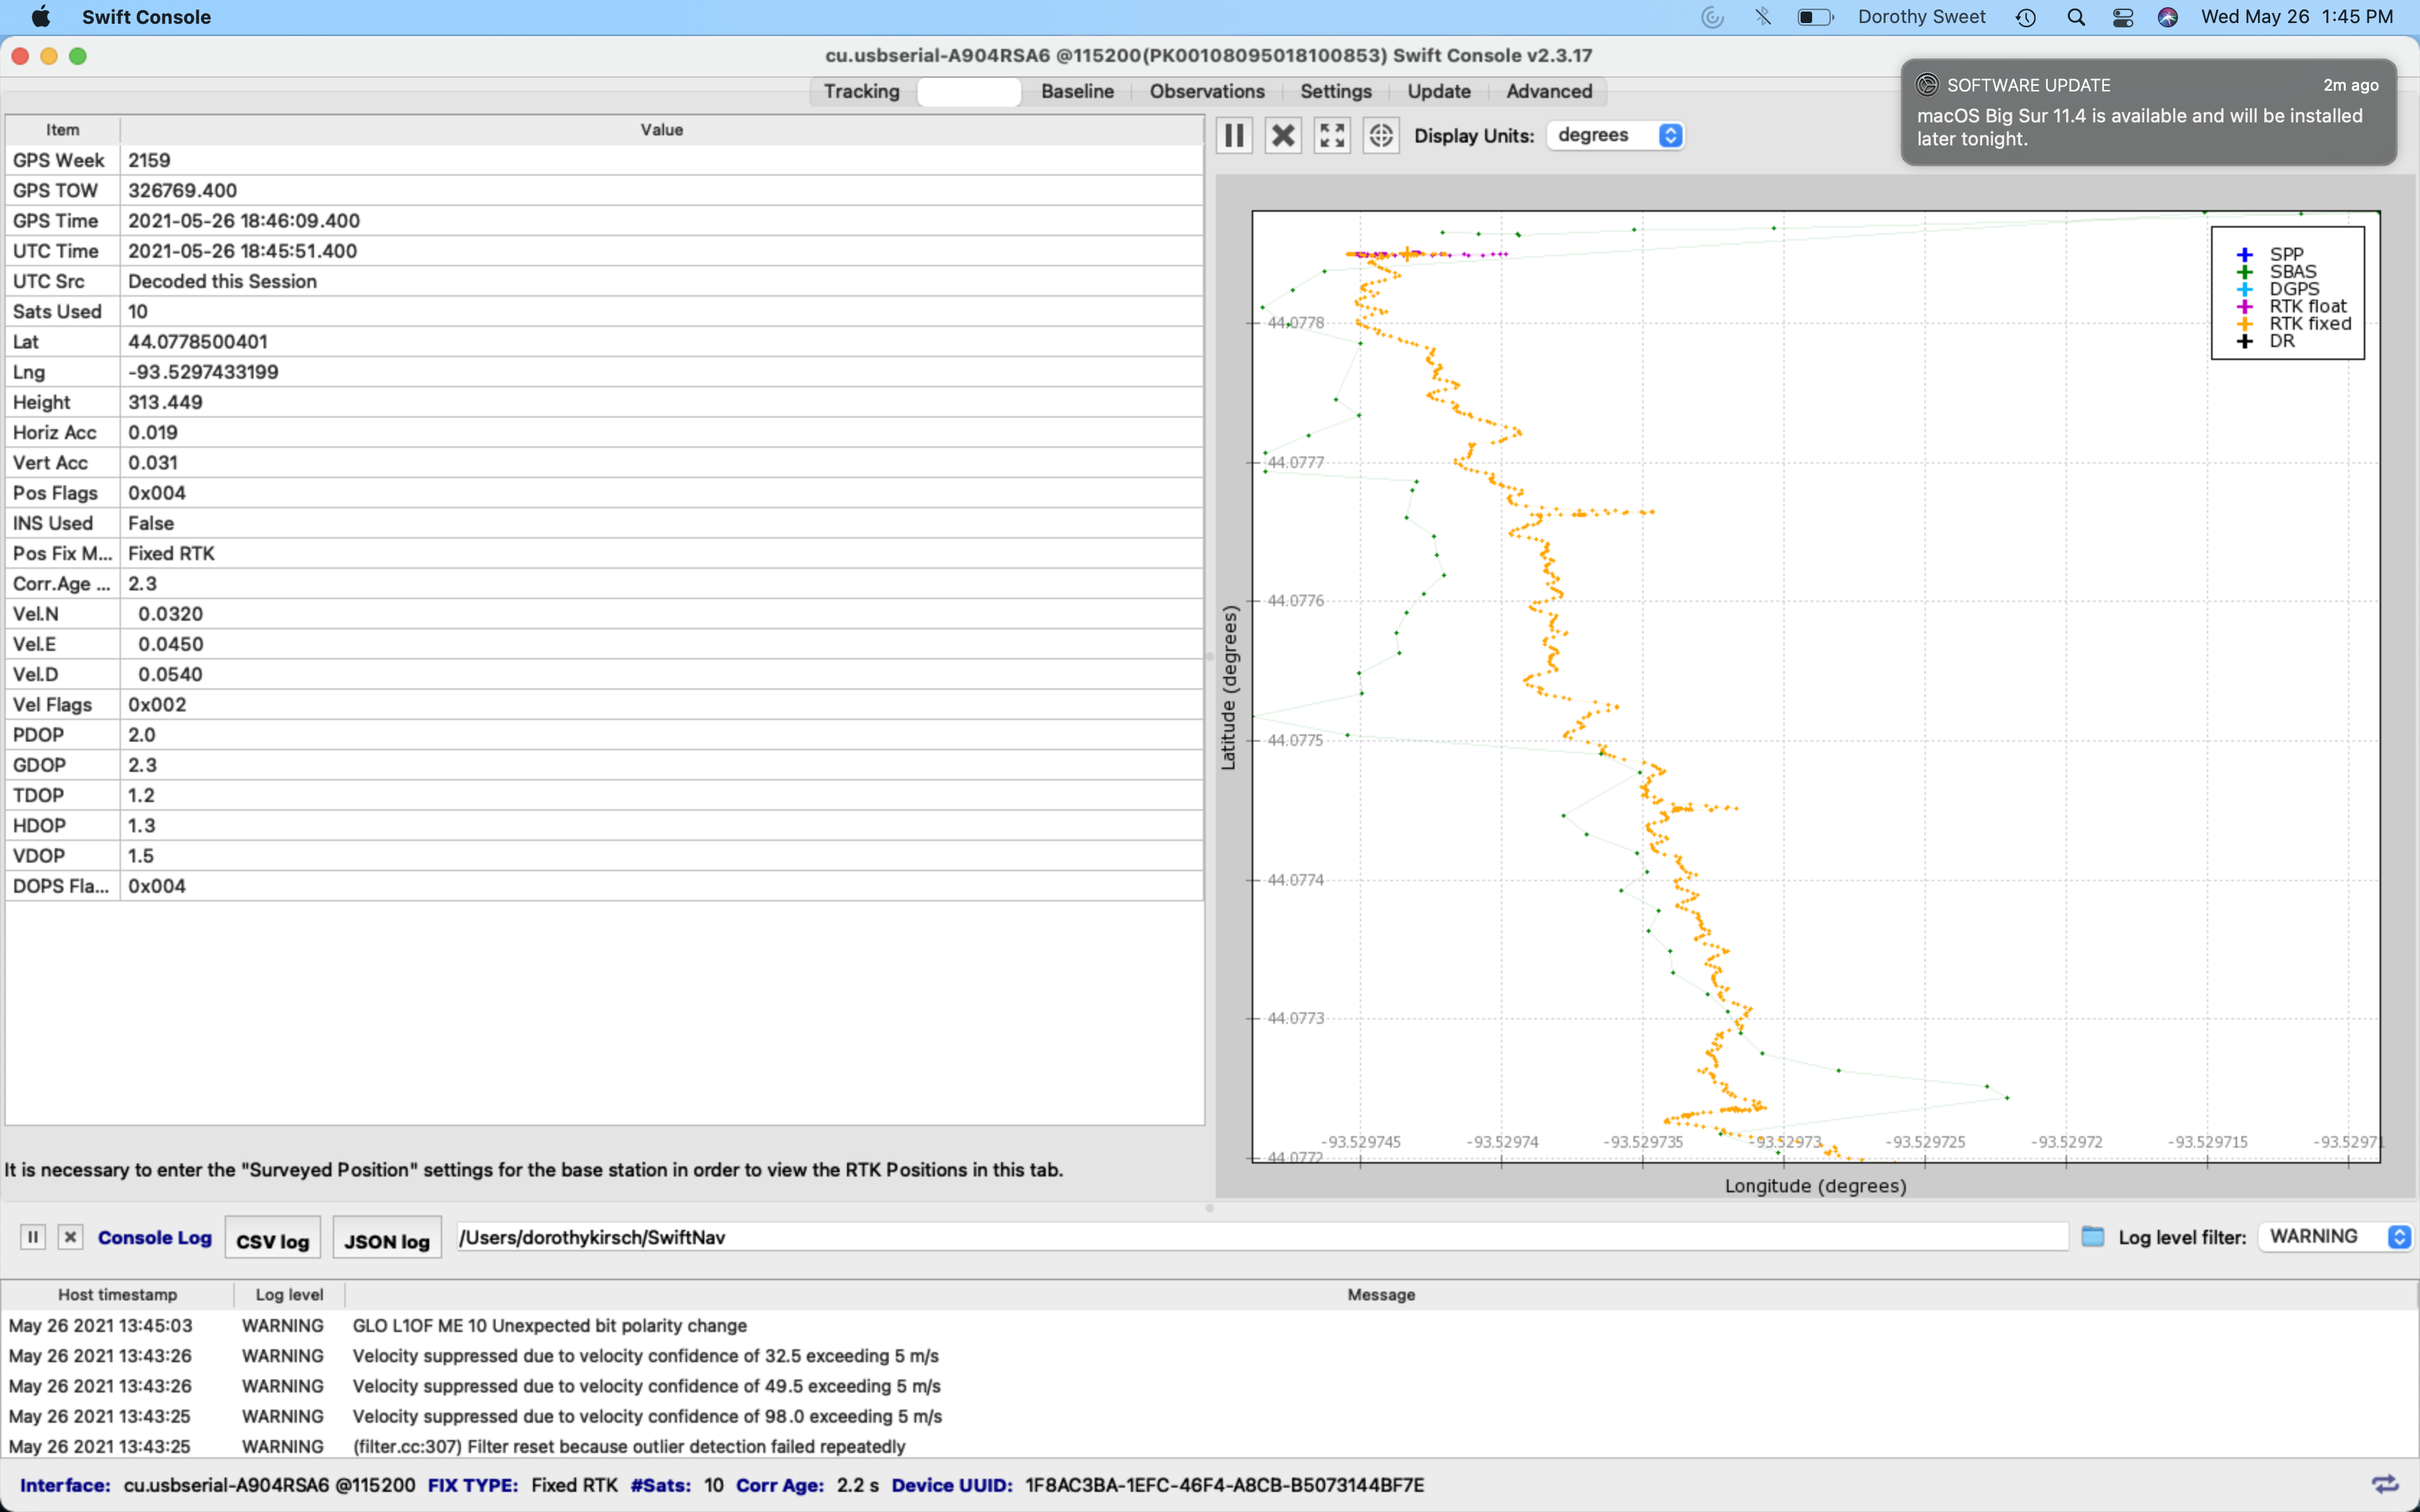 Swift Console
Dorothy Sweet
Wed May 26 1:45 PM
cu.usbserial-A904RSA6 @115200(PK00108095018100853) Swift Console v2.3.17
Tracking Baseline Observations Settings Update Advanced
SOFTWARE UPDATE 2m ago
macOS Big Sur 11.4 is available and will be installed
later tonight.
Item Value
GPS Week 2159
GPS TOW 326769.400
GPS Time 2021-05-26 18:46:09.400
UTC Time 2021-05-26 18:45:51.400
UTC Src Decoded this Session
Sats Used 10
Lat 44.0778500401
Lng -93.5297433199
Height 313.449
Horiz Acc 0.019
Vert Acc 0.031
Pos Flags 0x004
INS Used False
Pos Fix M... Fixed RTK
Corr.Age ... 2.3
Vel.N 0.0320
Vel.E 0.0450
Vel.D 0.0540
Vel Flags 0x002
PDOP 2.0
GDOP 2.3
TDOP 1.2
HDOP 1.3
VDOP 1.5
DOPS Fla... 0x004
It is necessary to enter the "Surveyed Position" settings for the base station in order to view the RTK Positions in this tab.
Display Units: degrees
SPP
SBAS
DGPS
RTK float
RTK fixed
DR
Latitude (degrees)
44.0778
44.0777
44.0776
44.0775
44.0774
44.0773
44.0772
-93.529745 -93.52974 -93.529735 -93.52973 -93.529725 -93.52972 -93.529715 -93.52971
Longitude (degrees)
Console Log CSV log JSON log /Users/dorothykirsch/SwiftNav Log level filter: WARNING
Host timestamp Log level Message
May 26 2021 13:45:03 WARNING GLO L1OF ME 10 Unexpected bit polarity change
May 26 2021 13:43:26 WARNING Velocity suppressed due to velocity confidence of 32.5 exceeding 5 m/s
May 26 2021 13:43:26 WARNING Velocity suppressed due to velocity confidence of 49.5 exceeding 5 m/s
May 26 2021 13:43:25 WARNING Velocity suppressed due to velocity confidence of 98.0 exceeding 5 m/s
May 26 2021 13:43:25 WARNING (filter.cc:307) Filter reset because outlier detection failed repeatedly
Interface: cu.usbserial-A904RSA6 @115200 FIX TYPE: Fixed RTK #Sats: 10 Corr Age: 2.2 s Device UUID: 1F8AC3BA-1EFC-46F4-A8CB-B5073144BF7E